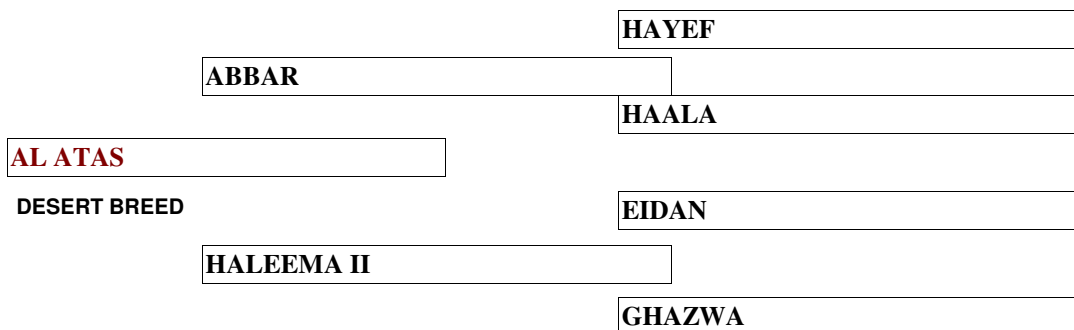 HAYEF
ABBAR
HAALA
AL ATAS
DESERT BREED
EIDAN
HALEEMA II
GHAZWA